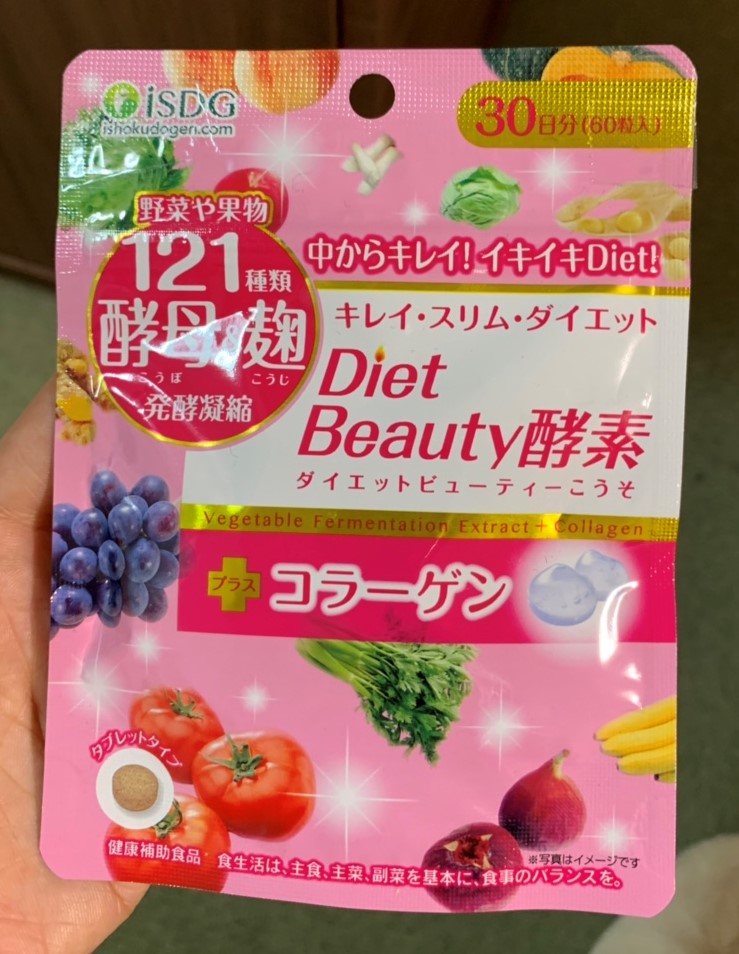 iSDG
ishokudogen.com
30日分(60粒入)
野菜や果物
121種類
酵母&麹
こうぼ こうじ
発酵凝縮
中からキレイ!イキイキDiet!
キレイ・スリム・ダイエット
Diet
Beauty酵素
ダイエットビューティーこうそ
Vegetable Fermentation Extract+Collagen
プラス コラーゲン
タブレットタイプ
※写真はイメージです
健康補助食品 食生活は、主食、主菜、副菜を基本に、食事のバランスを。